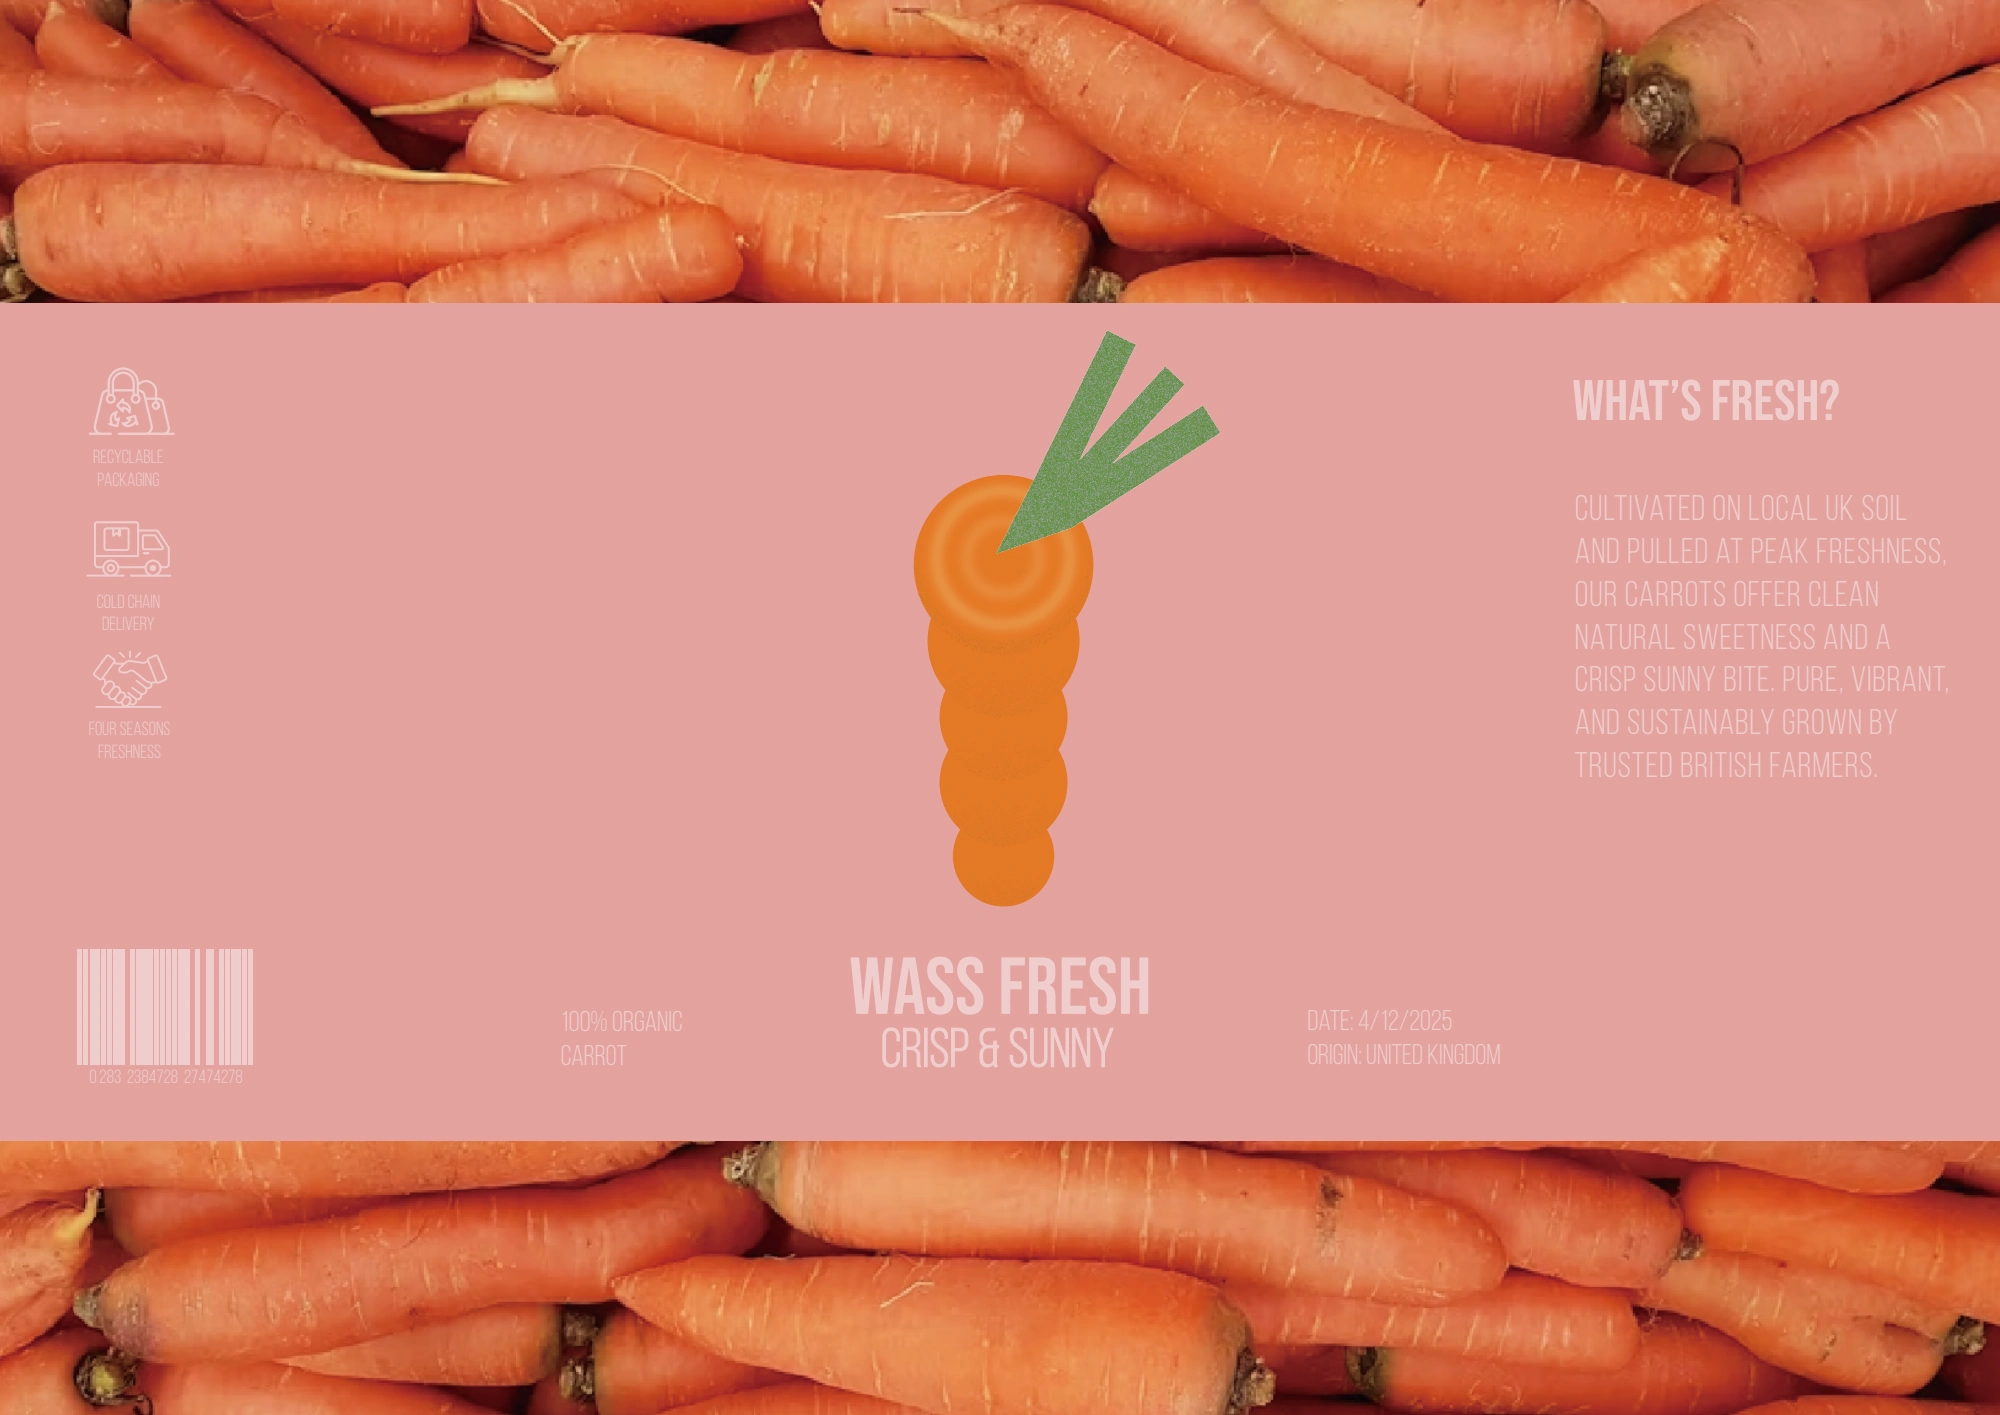 RECYCLABLE
PACKAGING
COLD CHAIN
DELIVERY
FOUR SEASONS
FRESHNESS
0 283 2384728 27474278
100% ORGANIC
CARROT
WASS FRESH
CRISP & SUNNY
DATE: 4/12/2025
ORIGIN: UNITED KINGDOM
WHAT’S FRESH?
CULTIVATED ON LOCAL UK SOIL
AND PULLED AT PEAK FRESHNESS,
OUR CARROTS OFFER CLEAN
NATURAL SWEETNESS AND A
CRISP SUNNY BITE. PURE, VIBRANT,
AND SUSTAINABLY GROWN BY
TRUSTED BRITISH FARMERS.